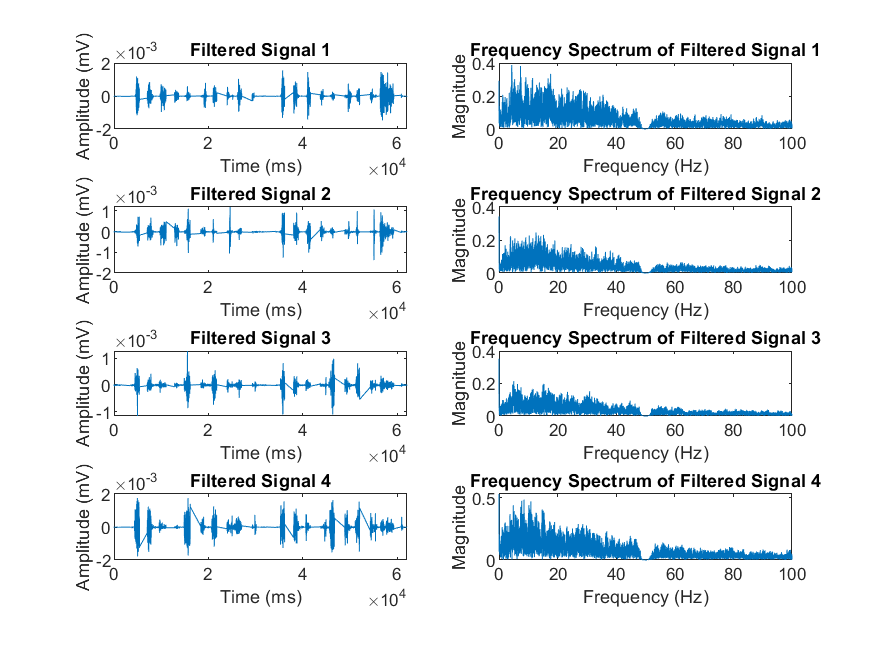 Filtered Signal 1
×10-3
Amplitude (mV)
2
0
-2
0 2 4 6
Time (ms)
×104
Frequency Spectrum of Filtered Signal 1
Magnitude
0.4
0.2
0
0 20 40 60 80 100
Frequency (Hz)
Filtered Signal 2
×10-3
Amplitude (mV)
1
0
-1
-2
0 2 4 6
Time (ms)
×104
Frequency Spectrum of Filtered Signal 2
Magnitude
0.4
0.2
0
0 20 40 60 80 100
Frequency (Hz)
Filtered Signal 3
×10-3
Amplitude (mV)
1
0
-1
0 2 4 6
Time (ms)
×104
Frequency Spectrum of Filtered Signal 3
Magnitude
0.4
0.2
0
0 20 40 60 80 100
Frequency (Hz)
Filtered Signal 4
×10-3
Amplitude (mV)
2
0
-2
0 2 4 6
Time (ms)
×104
Frequency Spectrum of Filtered Signal 4
Magnitude
0.5
0
0 20 40 60 80 100
Frequency (Hz)